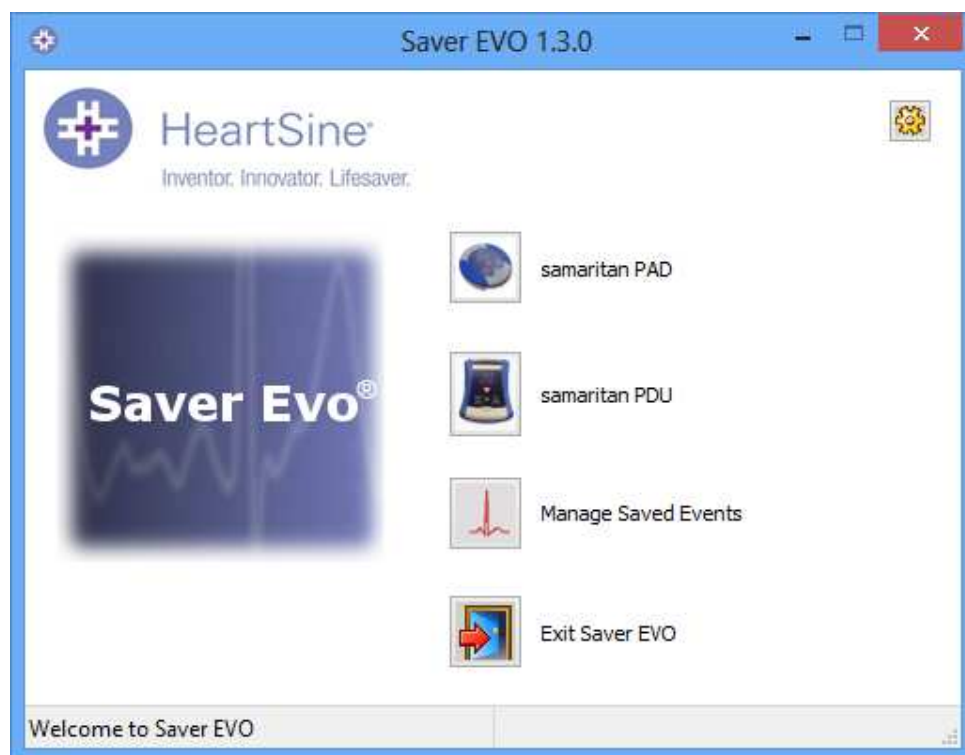 Saver EVO 1.3.0
HeartSine®
Inventor. Innovator. Lifesaver.
samaritan PAD
Saver Evo®
samaritan PDU
Manage Saved Events
Exit Saver EVO
Welcome to Saver EVO